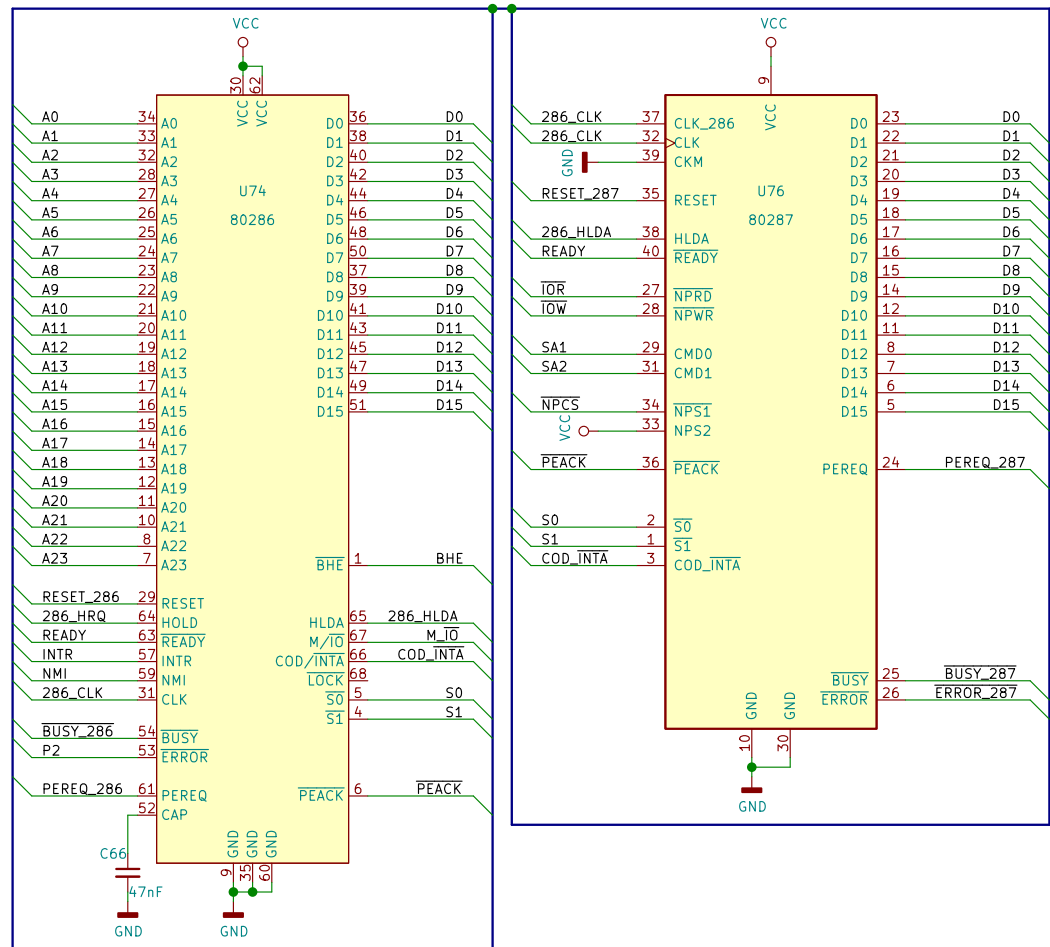 VCC
30 62
VCC VCC
A0 34 A0 D0 36 D0
A1 33 A1 D1 38 D1
A2 32 A2 D2 40 D2
A3 28 A3 D3 42 D3
A4 27 A4 D4 44 D4
U74
A5 26 A5 D5 46 D5
80286
A6 25 A6 D6 48 D6
A7 24 A7 D7 50 D7
A8 23 A8 D8 37 D8
A9 22 A9 D9 39 D9
A10 21 A10 D10 41 D10
A11 20 A11 D11 43 D11
A12 19 A12 D12 45 D12
A13 18 A13 D13 47 D13
A14 17 A14 D14 49 D14
A15 16 A15 D15 51 D15
A16 15 A16
A17 14 A17
A18 13 A18
A19 12 A19
A20 11 A20
A21 10 A21
A22 8 A22
A23 7 A23 BHE 1 BHE
RESET_286 29 RESET
286_HRQ 64 HOLD HLDA 65 286_HLDA
READY 63 READY M/IO 67 M_IO
INTR 57 INTR COD/INTA 66 COD_INTA
NMI 59 NMI LOCK 68
286_CLK 31 CLK S0 5 S0
S1 4 S1
BUSY_286 54 BUSY
P2 53 ERROR
PEREQ_286 61 PEREQ PEACK 6 PEACK
52 CAP
GND GND GND
9 35 60
C66
47nF
GND
GND
VCC
9
VCC
286_CLK 37 CLK_286 D0 23 D0
286_CLK 32 CLK D1 22 D1
GND 39 CKM D2 21 D2
D3 20 D3
U76
RESET_287 35 RESET D4 19 D4
80287
D5 18 D5
286_HLDA 38 HLDA D6 17 D6
READY 40 READY D7 16 D7
D8 15 D8
IOR 27 NPRD D9 14 D9
IOW 28 NPWR D10 12 D10
D11 11 D11
SA1 29 CMD0 D12 8 D12
SA2 31 CMD1 D13 7 D13
D14 6 D14
NPCS 34 NPS1 D15 5 D15
VCC 33 NPS2
PEACK 36 PEACK PEREQ 24 PEREQ_287
S0 2 S0
S1 1 S1
COD_INTA 3 COD_INTA
BUSY 25 BUSY_287
ERROR 26 ERROR_287
GND GND
10 30
GND